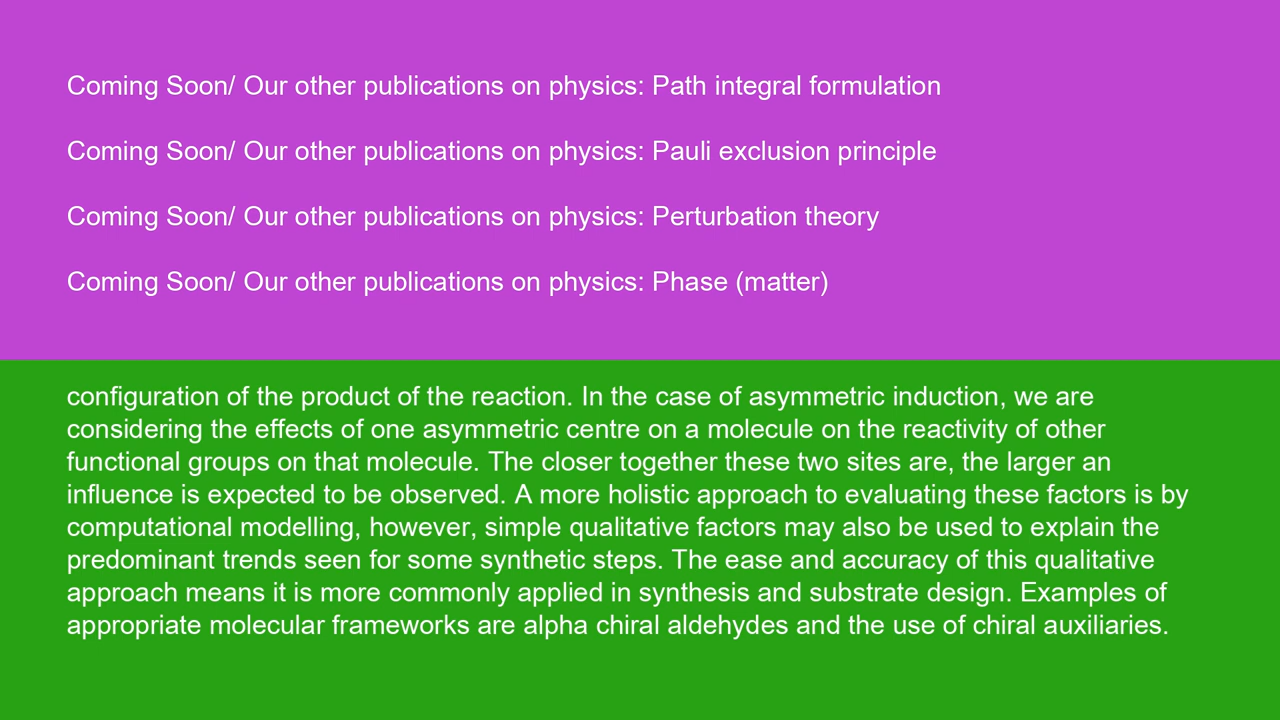 Coming Soon/ Our other publications on physics: Path integral formulation
Coming Soon/ Our other publications on physics: Pauli exclusion principle
Coming Soon/ Our other publications on physics: Perturbation theory
Coming Soon/ Our other publications on physics: Phase (matter)
configuration of the product of the reaction. In the case of asymmetric induction, we are
considering the effects of one asymmetric centre on a molecule on the reactivity of other
functional groups on that molecule. The closer together these two sites are, the larger an
influence is expected to be observed. A more holistic approach to evaluating these factors is by
computational modelling, however, simple qualitative factors may also be used to explain the
predominant trends seen for some synthetic steps. The ease and accuracy of this qualitative
approach means it is more commonly applied in synthesis and substrate design. Examples of
appropriate molecular frameworks are alpha chiral aldehydes and the use of chiral auxiliaries.